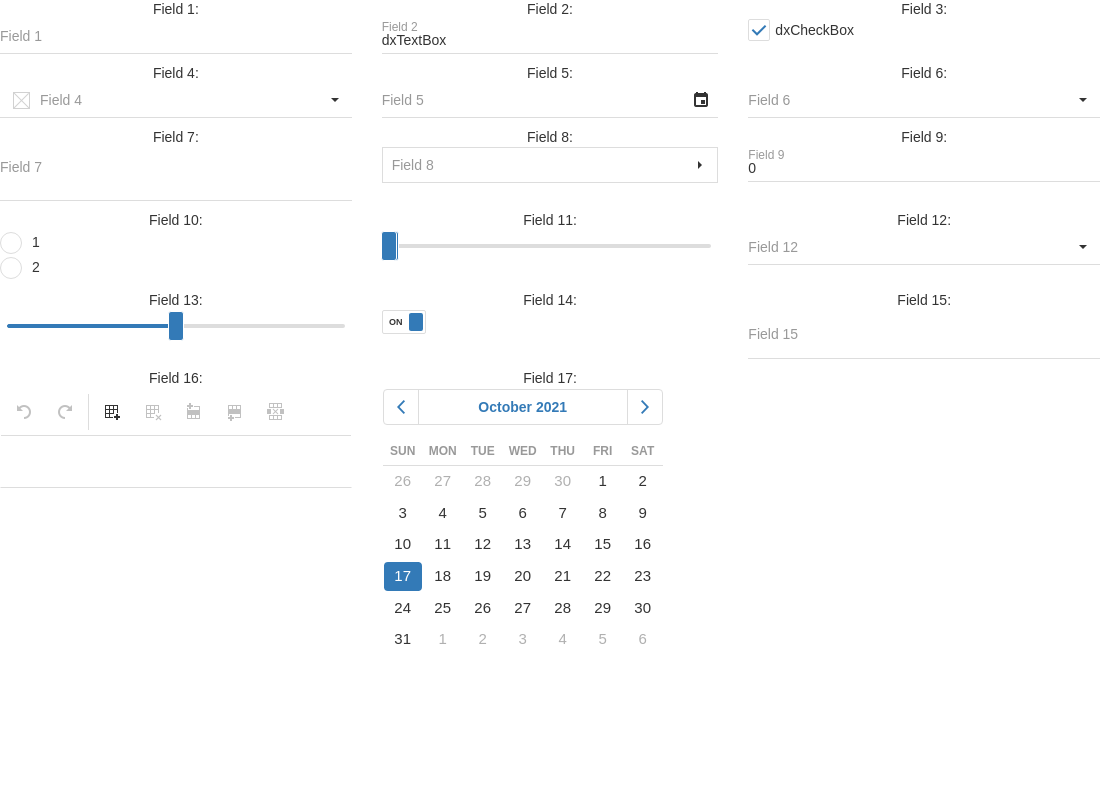 Field 1: Field 2: Field 3:
Field 1
Field 2
dxTextBox
dxCheckBox
Field 4: Field 5: Field 6:
Field 4 Field 5 Field 6
Field 7: Field 8: Field 9:
Field 7 Field 8
Field 9
0
Field 10: Field 11: Field 12:
1
2
Field 12
Field 13: Field 14: Field 15:
ON
Field 15
Field 16: Field 17:
October 2021
SUN MON TUE WED THU FRI SAT
26 27 28 29 30 1 2
3 4 5 6 7 8 9
10 11 12 13 14 15 16
17 18 19 20 21 22 23
24 25 26 27 28 29 30
31 1 2 3 4 5 6